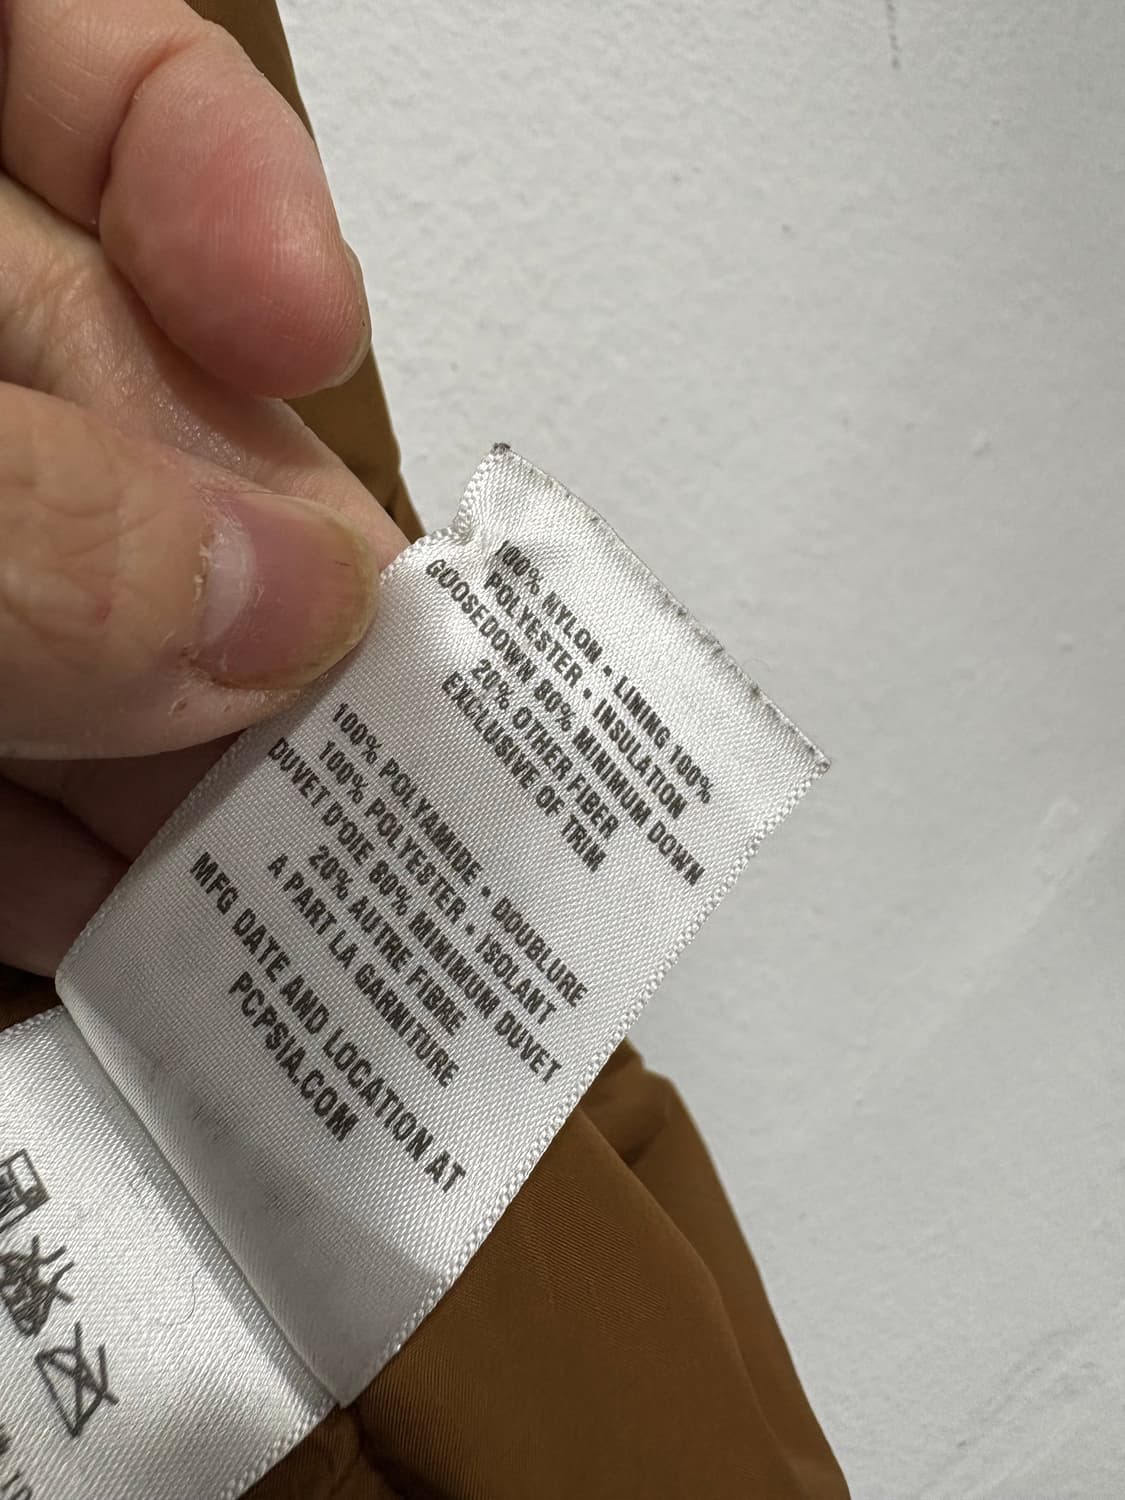 100% NYLON • LINING 100%
POLYESTER • INSULATION
GOOSEDOWN 80% MINIMUM DOWN
20% OTHER FIBER
EXCLUSIVE OF TRIM
100% POLYAMIDE • DOUBLURE
100% POLYESTER • ISOLANT
DUVET D'OIE 80% MINIMUM DUVET
20% AUTRE FIBRE
A PART LA GARNITURE
MFG DATE AND LOCATION AT
PCPSIA.COM